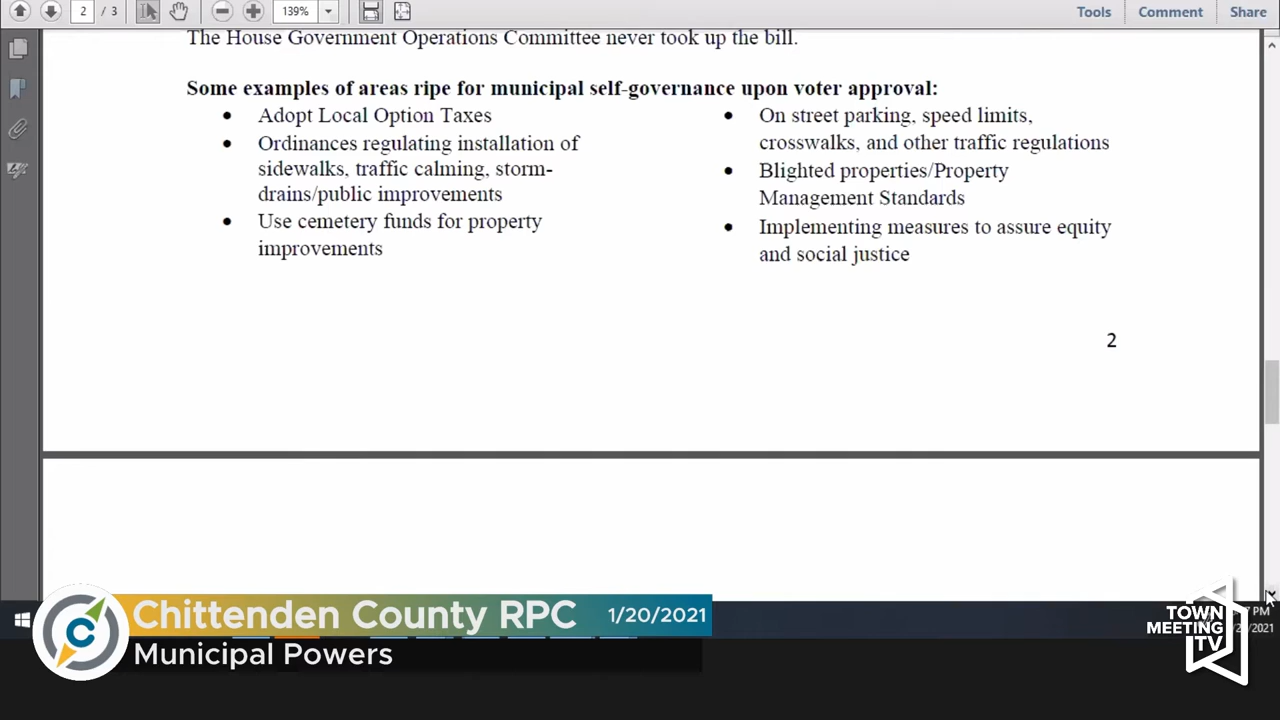 2 / 3
139%
Tools
Comment
Share
The House Government Operations Committee never took up the bill.
Some examples of areas ripe for municipal self-governance upon voter approval:
• Adopt Local Option Taxes
• Ordinances regulating installation of
sidewalks, traffic calming, storm-
drains/public improvements
• Use cemetery funds for property
improvements
• On street parking, speed limits,
crosswalks, and other traffic regulations
• Blighted properties/Property
Management Standards
• Implementing measures to assure equity
and social justice
2
C
Chittenden County RPC
1/20/2021
Municipal Powers
TOWN
MEETING
TV
PM